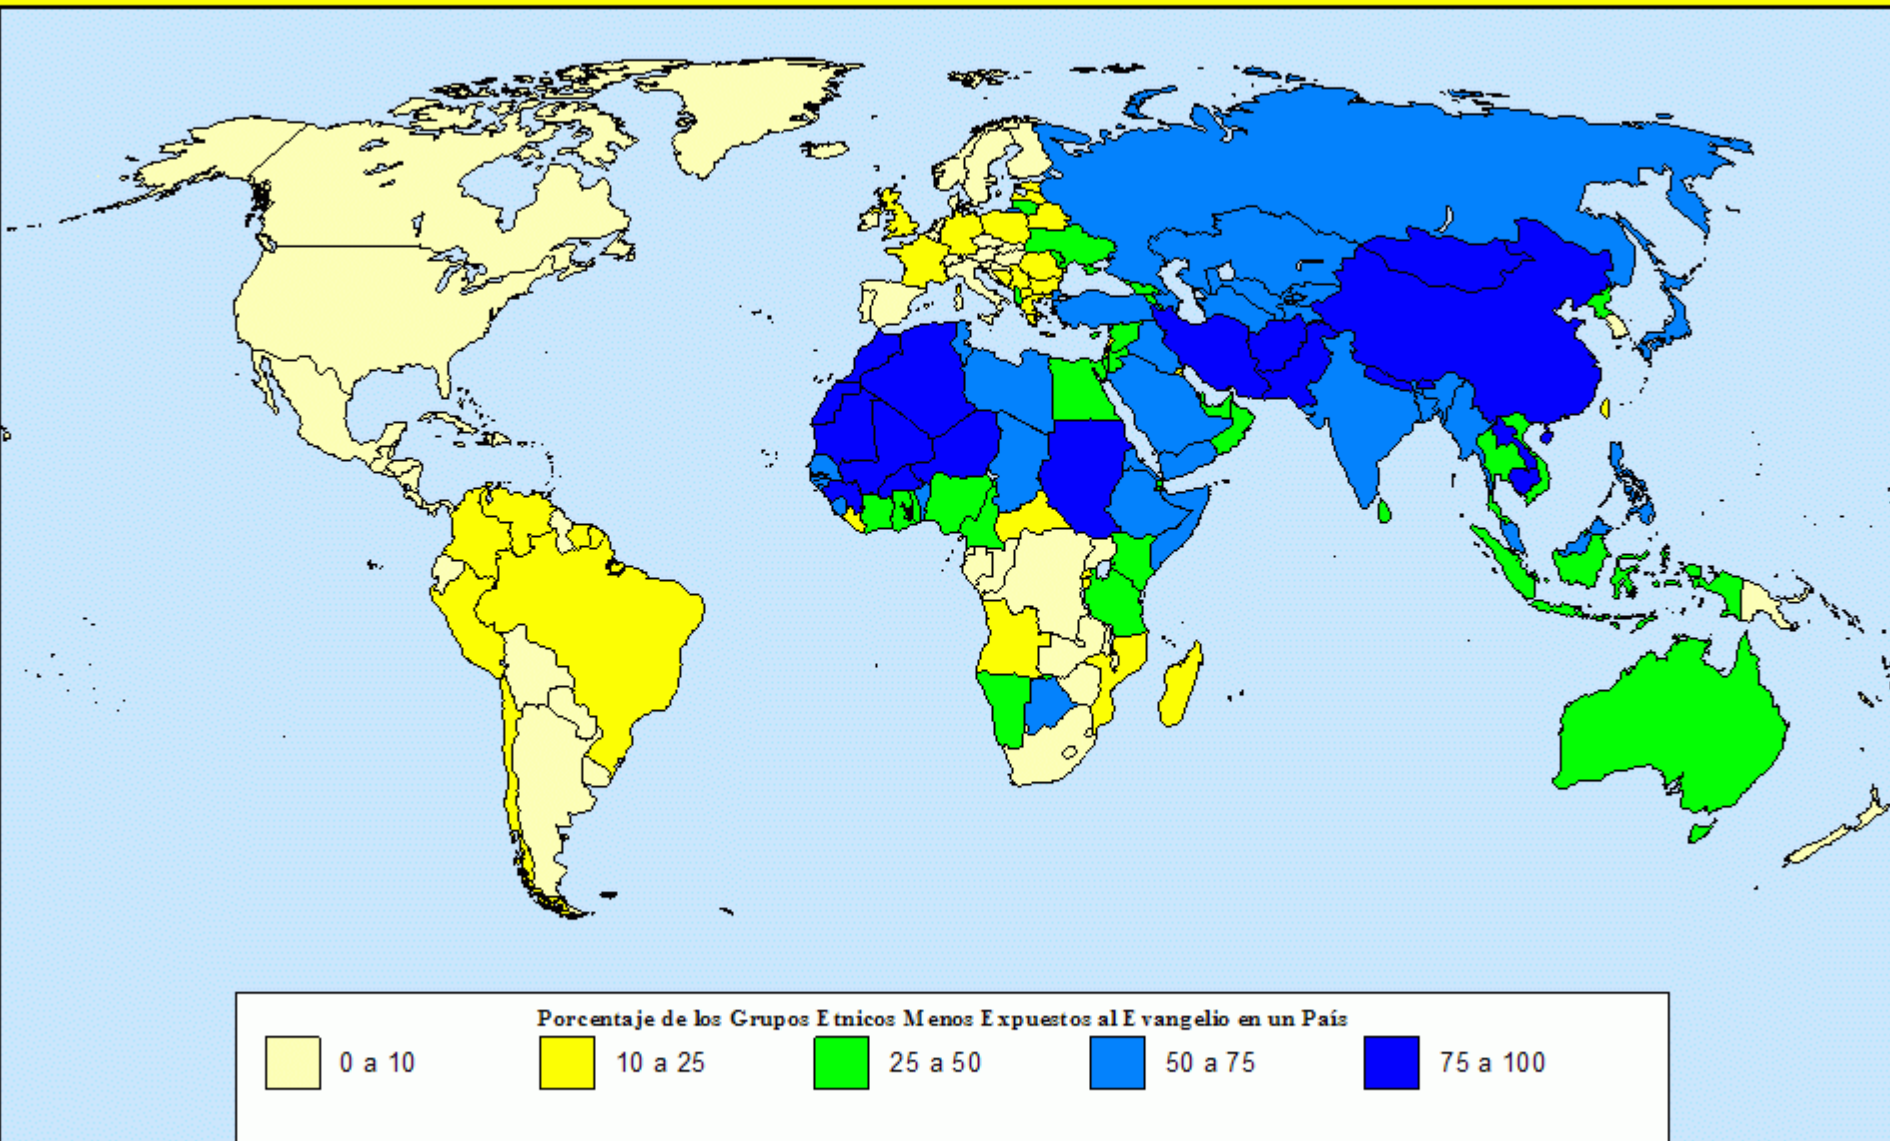 Porcentaje de los Grupos Etnicos Menos Expuestos al Evangelio en un País
0 a 10
10 a 25
25 a 50
50 a 75
75 a 100